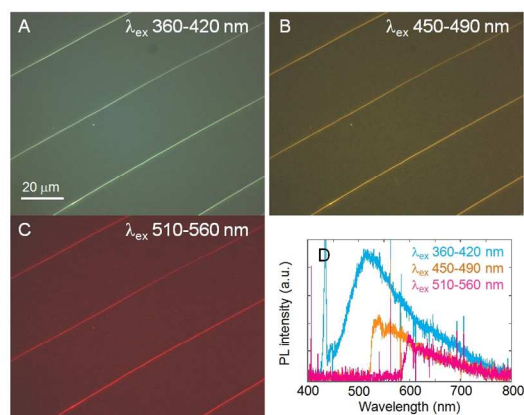 A λex 360-420 nm
B λex 450-490 nm
20 μm
C λex 510-560 nm
D
λex 360-420 nm
λex 450-490 nm
λex 510-560 nm
PL intensity (a.u.)
400 500 600 700 800
Wavelength (nm)